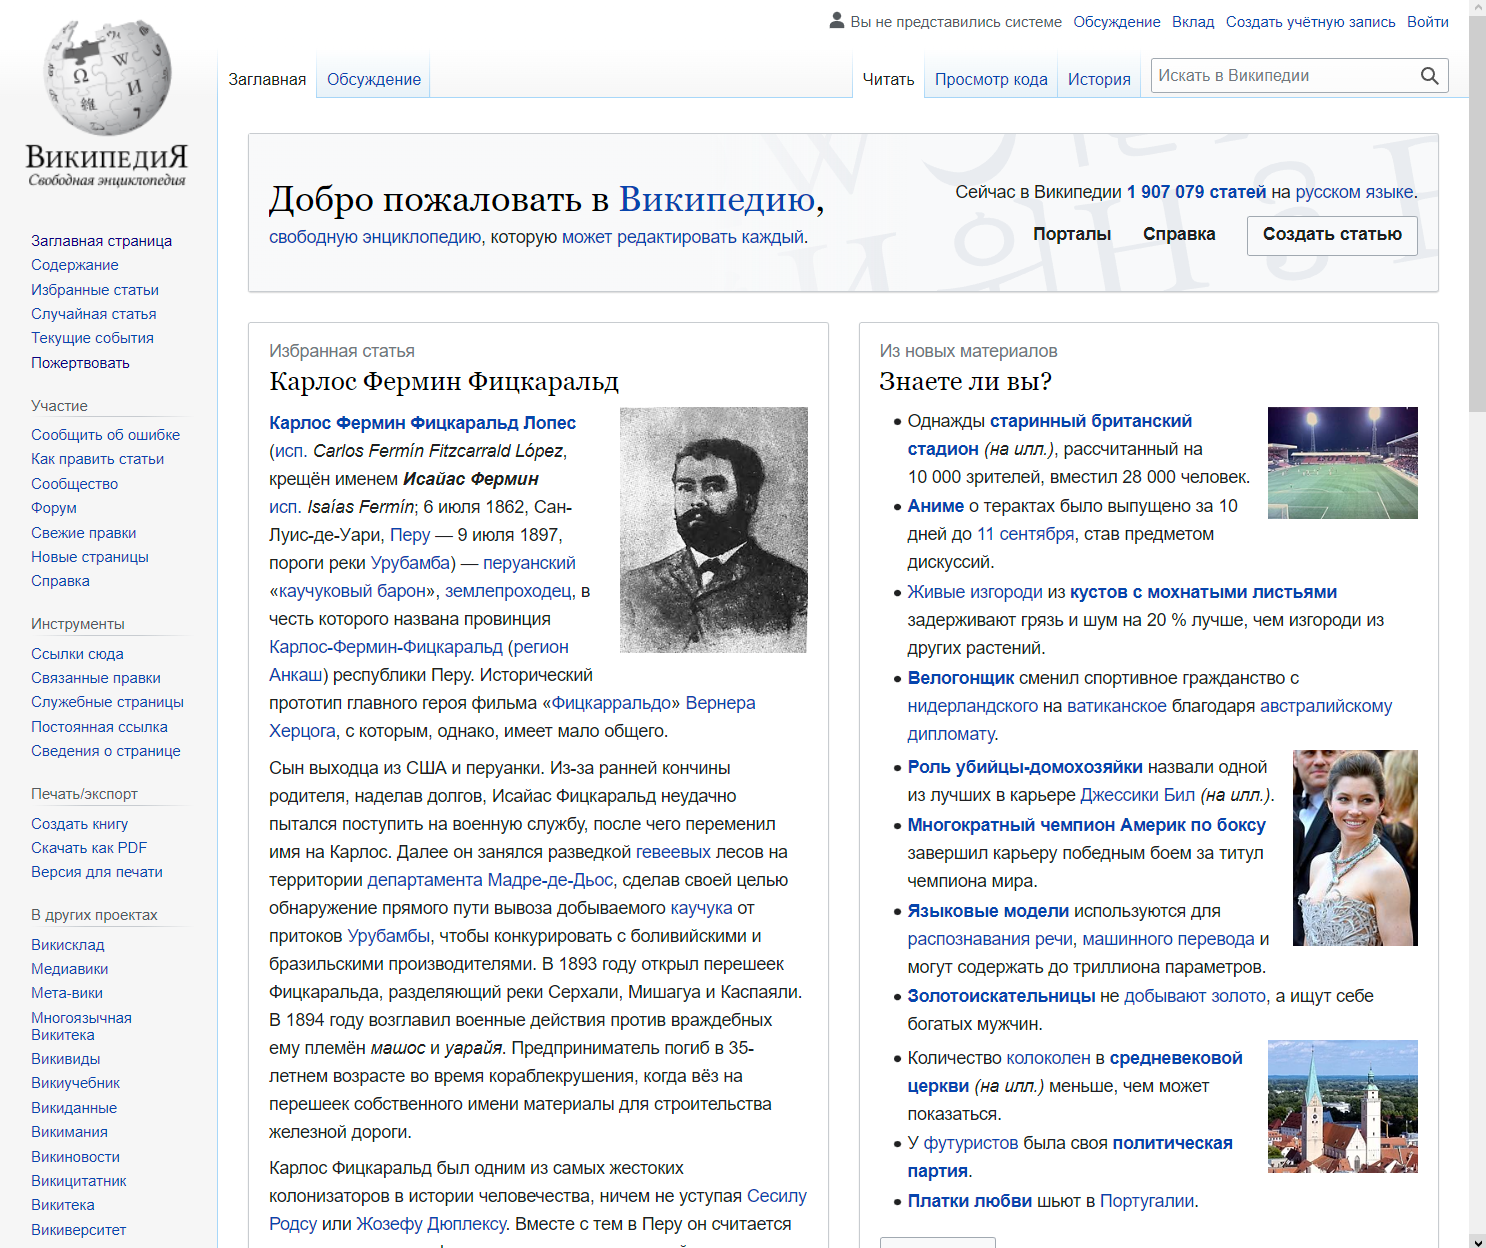 Вы не представились системе Обсуждение Вклад Создать учётную запись Войти
ВикипедиЯ
Свободная энциклопедия
Заглавная Обсуждение Читать Просмотр кода История Искать в Википедии
Заглавная страница
Содержание
Избранные статьи
Случайная статья
Текущие события
Пожертвовать
Участие
Сообщить об ошибке
Как править статьи
Сообщество
Форум
Свежие правки
Новые страницы
Справка
Инструменты
Ссылки сюда
Связанные правки
Служебные страницы
Постоянная ссылка
Сведения о странице
Печать/экспорт
Создать книгу
Скачать как PDF
Версия для печати
В других проектах
Викисклад
Медиавики
Мета-вики
Многоязычная
Викитека
Викивиды
Викиучебник
Викиданные
Викимания
Викиновости
Викицитатник
Викитека
Викиверситет
Добро пожаловать в Википедию,
свободную энциклопедию, которую может редактировать каждый.
Сейчас в Википедии 1 907 079 статей на русском языке.
Порталы Справка Создать статью
Избранная статья
Карлос Фермин Фицкаральд
Карлос Фермин Фицкаральд Лопес
(исп. Carlos Fermín Fitzcarrald López,
крещён именем Исайас Фермин
исп. Isaías Fermín; 6 июля 1862, Сан-
Луис-де-Уари, Перу — 9 июля 1897,
пороги реки Урубамба) — перуанский
«каучуковый барон», землепроходец, в
честь которого названа провинция
Карлос-Фермин-Фицкаральд (регион
Анкаш) республики Перу. Исторический
прототип главного героя фильма «Фицкарральдо» Вернера
Херцога, с которым, однако, имеет мало общего.
Сын выходца из США и перуанки. Из-за ранней кончины
родителя, наделав долгов, Исайас Фицкаральд неудачно
пытался поступить на военную службу, после чего переменил
имя на Карлос. Далее он занялся разведкой гевеевых лесов на
территории департамента Мадре-де-Дьос, сделав своей целью
обнаружение прямого пути вывоза добываемого каучука от
притоков Урубамбы, чтобы конкурировать с боливийскими и
бразильскими производителями. В 1893 году открыл перешеек
Фицкаральда, разделяющий реки Серхали, Мишагуа и Каспаяли.
В 1894 году возглавил военные действия против враждебных
ему племён машос и уарайя. Предприниматель погиб в 35-
летнем возрасте во время кораблекрушения, когда вёз на
перешеек собственного имени материалы для строительства
железной дороги.
Карлос Фицкаральд был одним из самых жестоких
колонизаторов в истории человечества, ничем не уступая Сесилу
Родсу или Жозефу Дюплексу. Вместе с тем в Перу он считается
Из новых материалов
Знаете ли вы?
• Однажды старинный британский
стадион (на илл.), рассчитанный на
10 000 зрителей, вместил 28 000 человек.
• Аниме о терактах было выпущено за 10
дней до 11 сентября, став предметом
дискуссий.
• Живые изгороди из кустов с мохнатыми листьями
задерживают грязь и шум на 20 % лучше, чем изгороди из
других растений.
• Велогонщик сменил спортивное гражданство с
нидерландского на ватиканское благодаря австралийскому
дипломату.
• Роль убийцы-домохозяйки назвали одной
из лучших в карьере Джессики Бил (на илл.).
• Многократный чемпион Америк по боксу
завершил карьеру победным боем за титул
чемпиона мира.
• Языковые модели используются для
распознавания речи, машинного перевода и
могут содержать до триллиона параметров.
• Золотоискательницы не добывают золото, а ищут себе
богатых мужчин.
• Количество колоколен в средневековой
церкви (на илл.) меньше, чем может
показаться.
• У футуристов была своя политическая
партия.
• Платки любви шьют в Португалии.